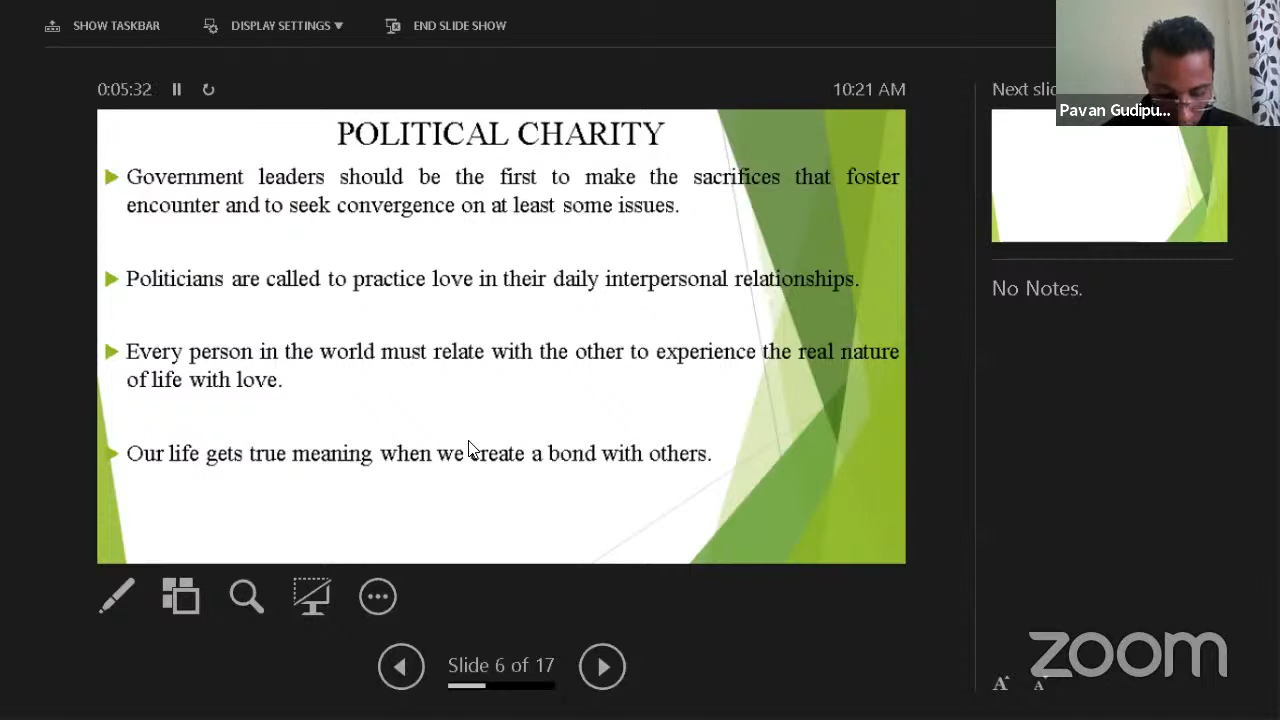 SHOW TASKBAR
DISPLAY SETTINGS
END SLIDE SHOW
0:05:32
10:21 AM
Next slid
Pavan Gudipu...
POLITICAL CHARITY
Government leaders should be the first to make the sacrifices that foster
encounter and to seek convergence on at least some issues.
Politicians are called to practice love in their daily interpersonal relationships.
Every person in the world must relate with the other to experience the real nature
of life with love.
Our life gets true meaning when we create a bond with others.
No Notes.
Slide 6 of 17
zoom
A A